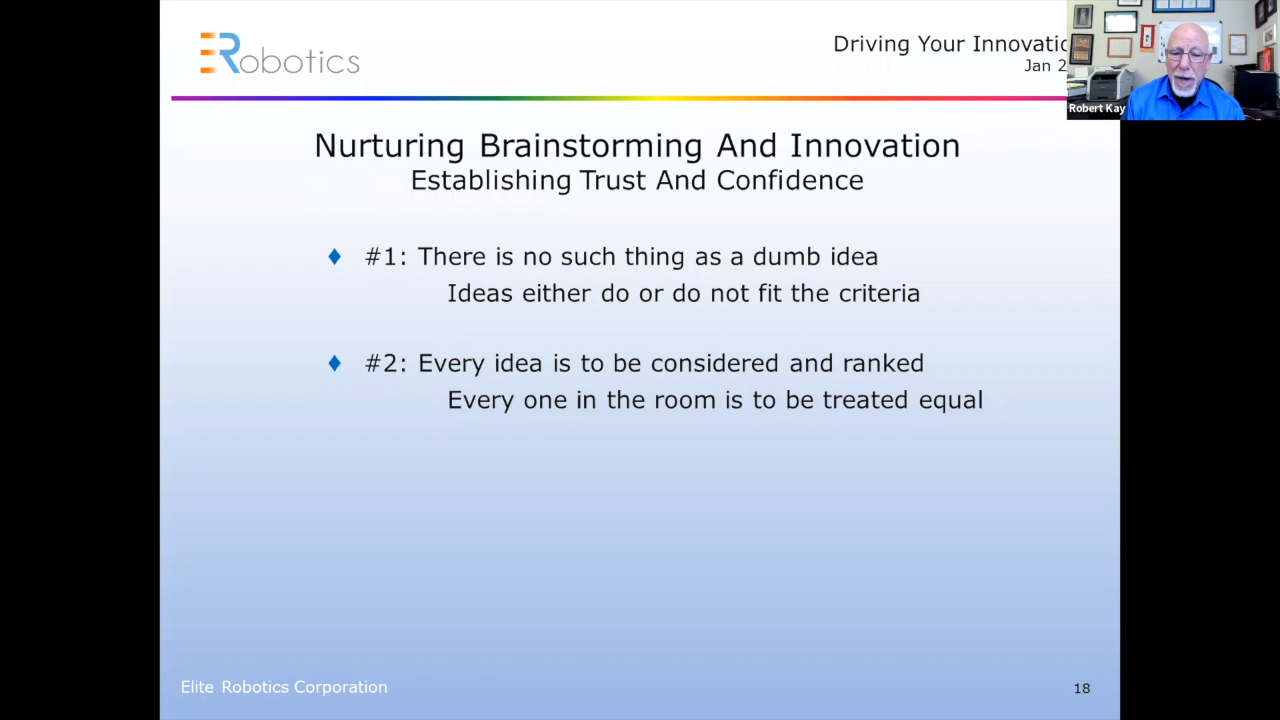 ERobotics
Driving Your
Jan
Robert Kay
Nurturing Brainstorming And Innovation
Establishing Trust And Confidence
#1: There is no such thing as a dumb idea
Ideas either do or do not fit the criteria
#2: Every idea is to be considered and ranked
Every one in the room is to be treated equal
Elite Robotics Corporation
18